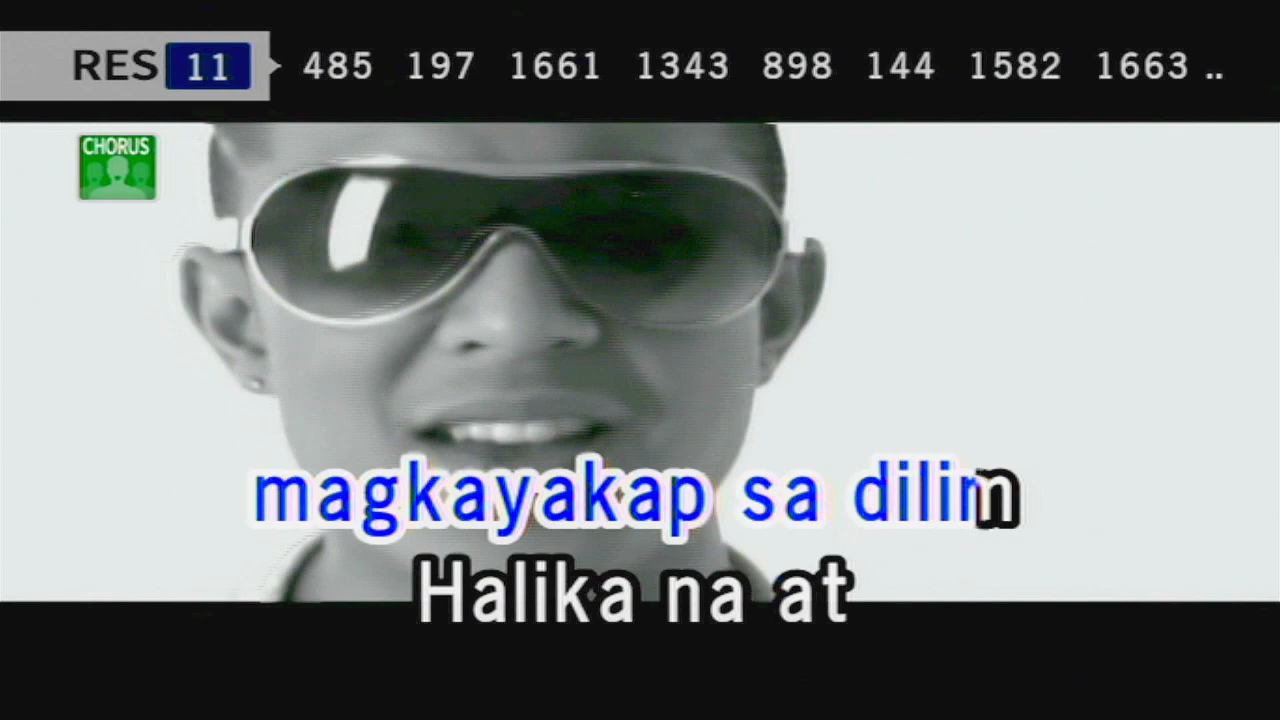 RES 11 485 197 1661 1343 898 144 1582 1663 ..
CHORUS
magkayakap sa dilim
Halika na at